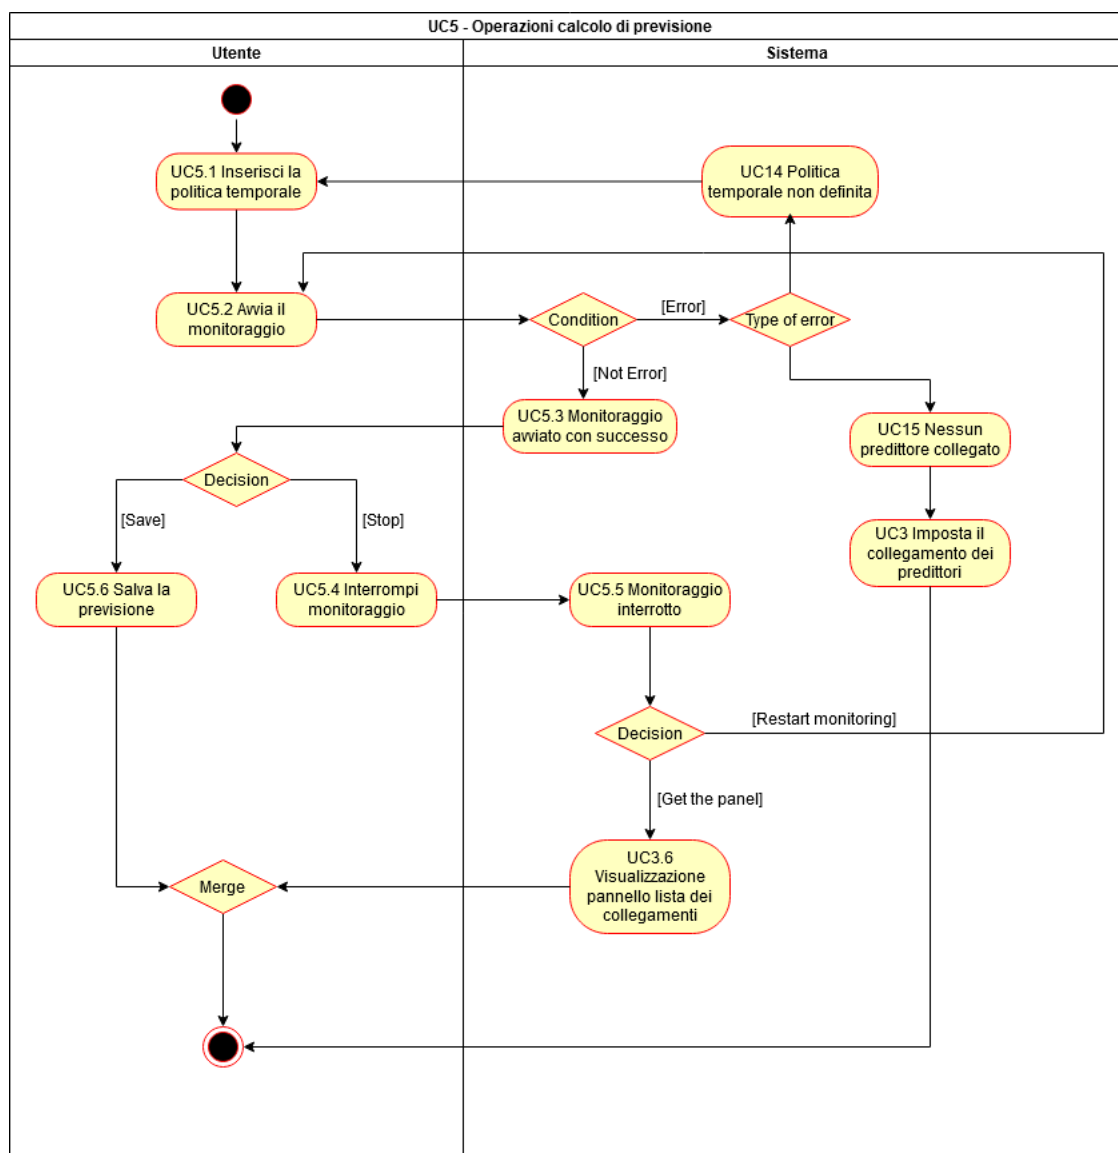 UC5 - Operazioni calcolo di previsione
Utente
Sistema
UC5.1 Inserisci la
politica temporale
UC14 Politica
temporale non definita
UC5.2 Avvia il
monitoraggio
Condition
[Error]
Type of error
[Not Error]
UC5.3 Monitoraggio
avviato con successo
UC15 Nessun
predittore collegato
Decision
[Save]
[Stop]
UC3 Imposta il
collegamento dei
predittori
UC5.6 Salva la
previsione
UC5.4 Interrompi
monitoraggio
UC5.5 Monitoraggio
interrotto
Decision
[Restart monitoring]
[Get the panel]
UC3.6
Visualizzazione
pannello lista dei
collegamenti
Merge